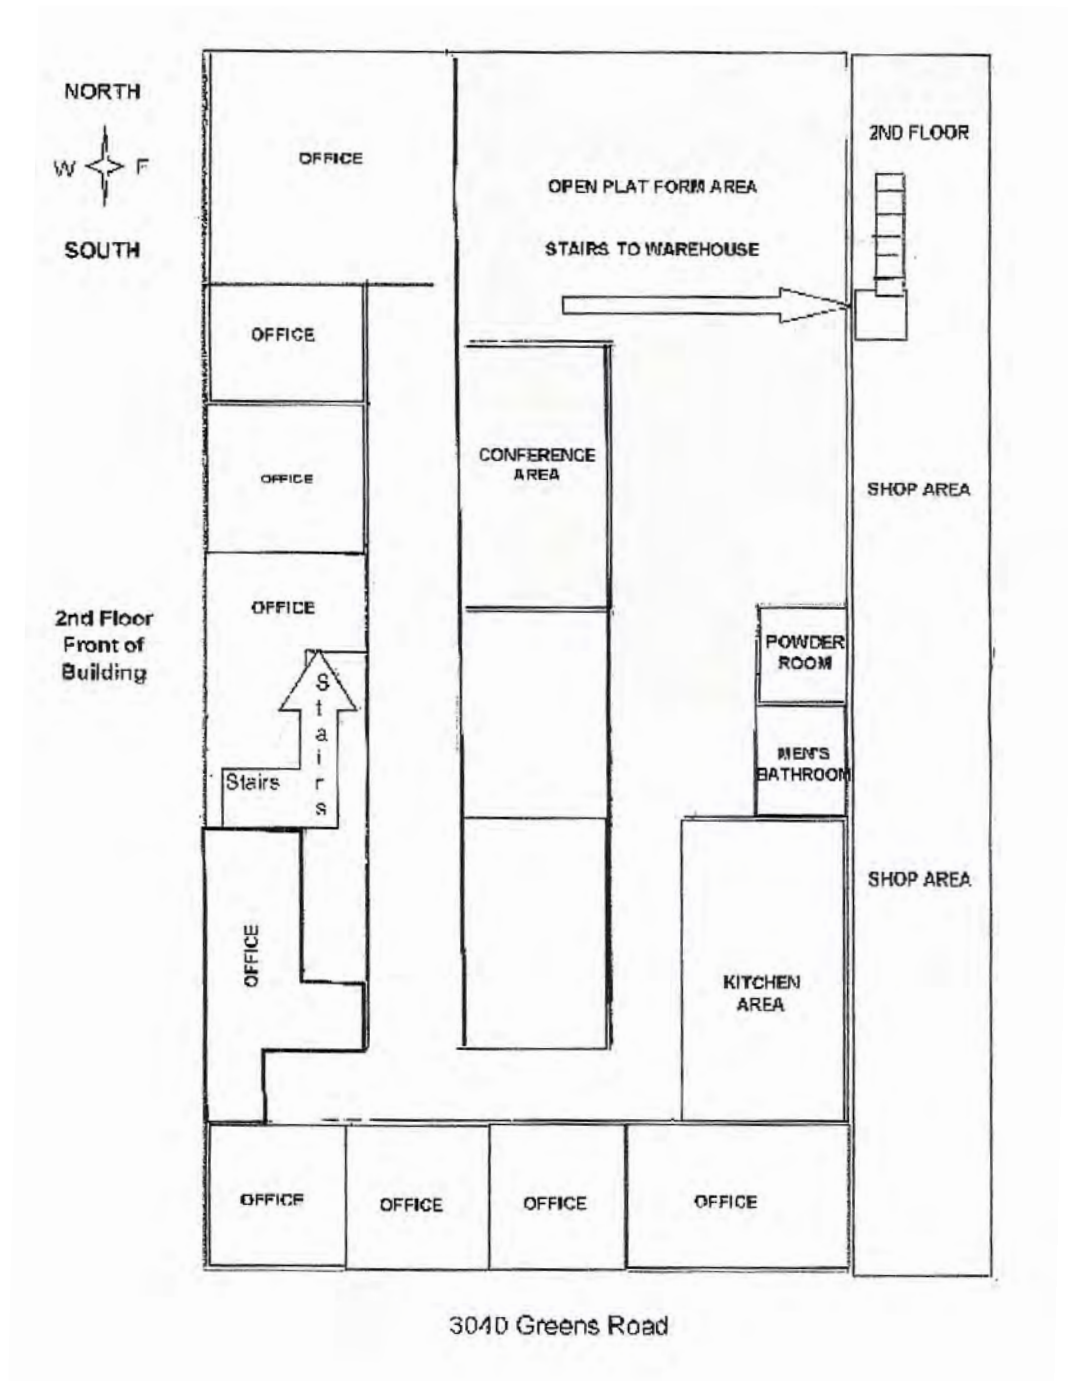 NORTH
W E
SOUTH
2ND FLOOR
OFFICE
OPEN PLAT FORM AREA
STAIRS TO WAREHOUSE
OFFICE
CONFERENCE
AREA
OFFICE
SHOP AREA
OFFICE
2nd Floor
Front of
Building
POWDER
ROOM
Stairs
Stairs
MEN'S
BATHROOM
SHOP AREA
OFFICE
KITCHEN
AREA
OFFICE
OFFICE
OFFICE
OFFICE
3040 Greens Road